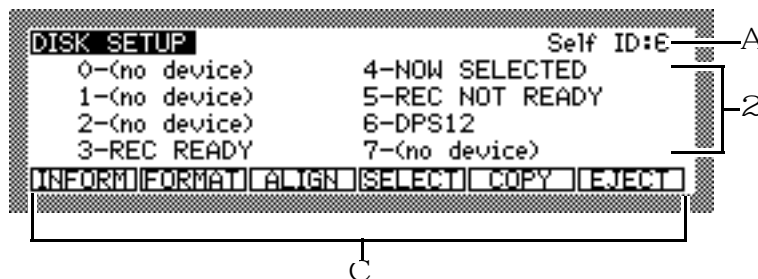 DISK SETUP Self ID:6 A
0-(no device) 4-NOW SELECTED
1-(no device) 5-REC NOT READY
2
2-(no device) 6-DPS12
3-REC READY 7-(no device)
INFORM FORMAT ALIGN SELECT COPY EJECT
C